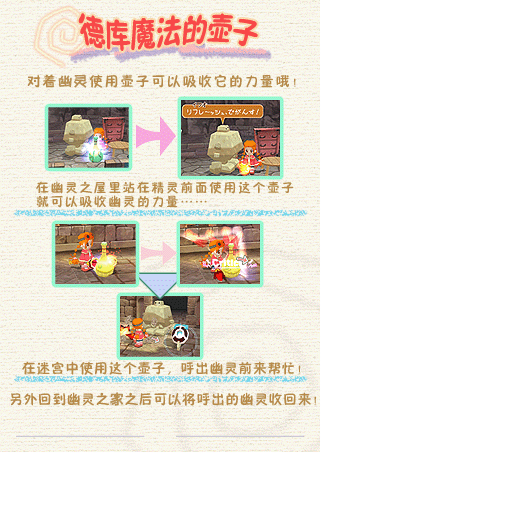 德库魔法的壶子
对着幽灵使用壶子可以吸收它的力量哦!
リフレ〜ッシュ、でがんす!
在幽灵之屋里站在精灵前面使用这个壶子
就可以吸收幽灵的力量……
在迷宫中使用这个壶子，呼出幽灵前来帮忙!
另外回到幽灵之家之后可以将呼出的幽灵收回来!